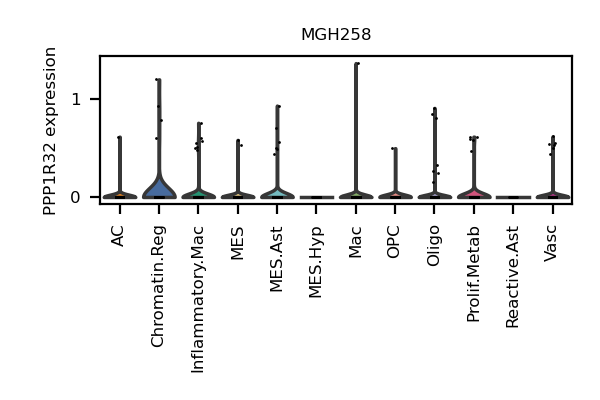 MGH258
PPP1R32 expression
1
0
AC
Chromatin.Reg
Inflammatory.Mac
MES
MES.Ast
MES.Hyp
Mac
OPC
Oligo
Prolif.Metab
Reactive.Ast
Vasc